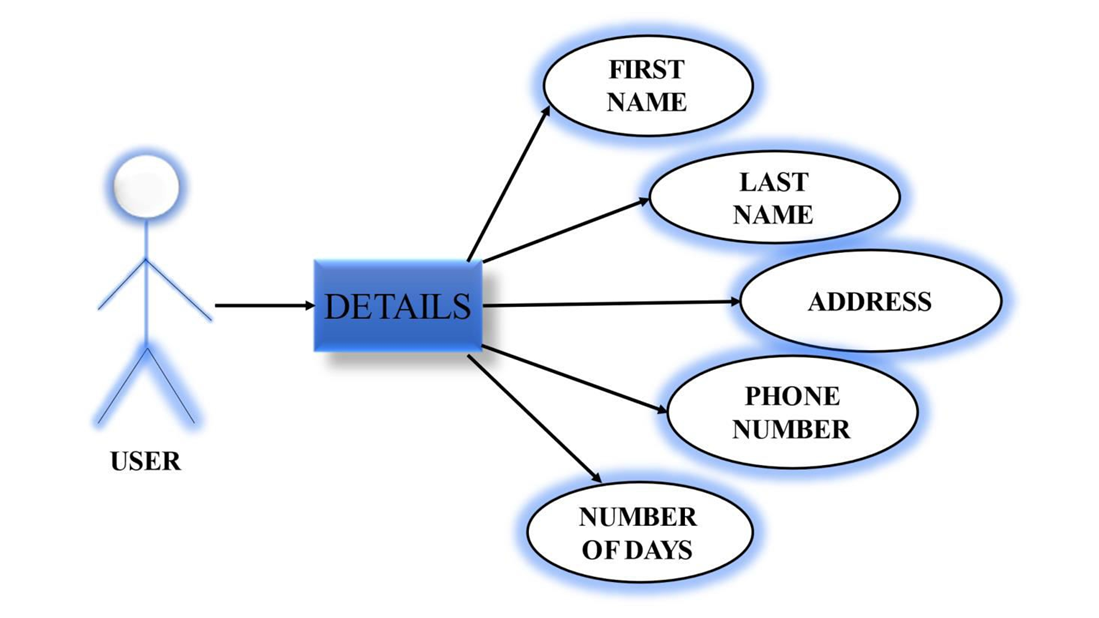 FIRST
NAME
LAST
NAME
DETAILS
ADDRESS
PHONE
NUMBER
USER
NUMBER
OF DAYS